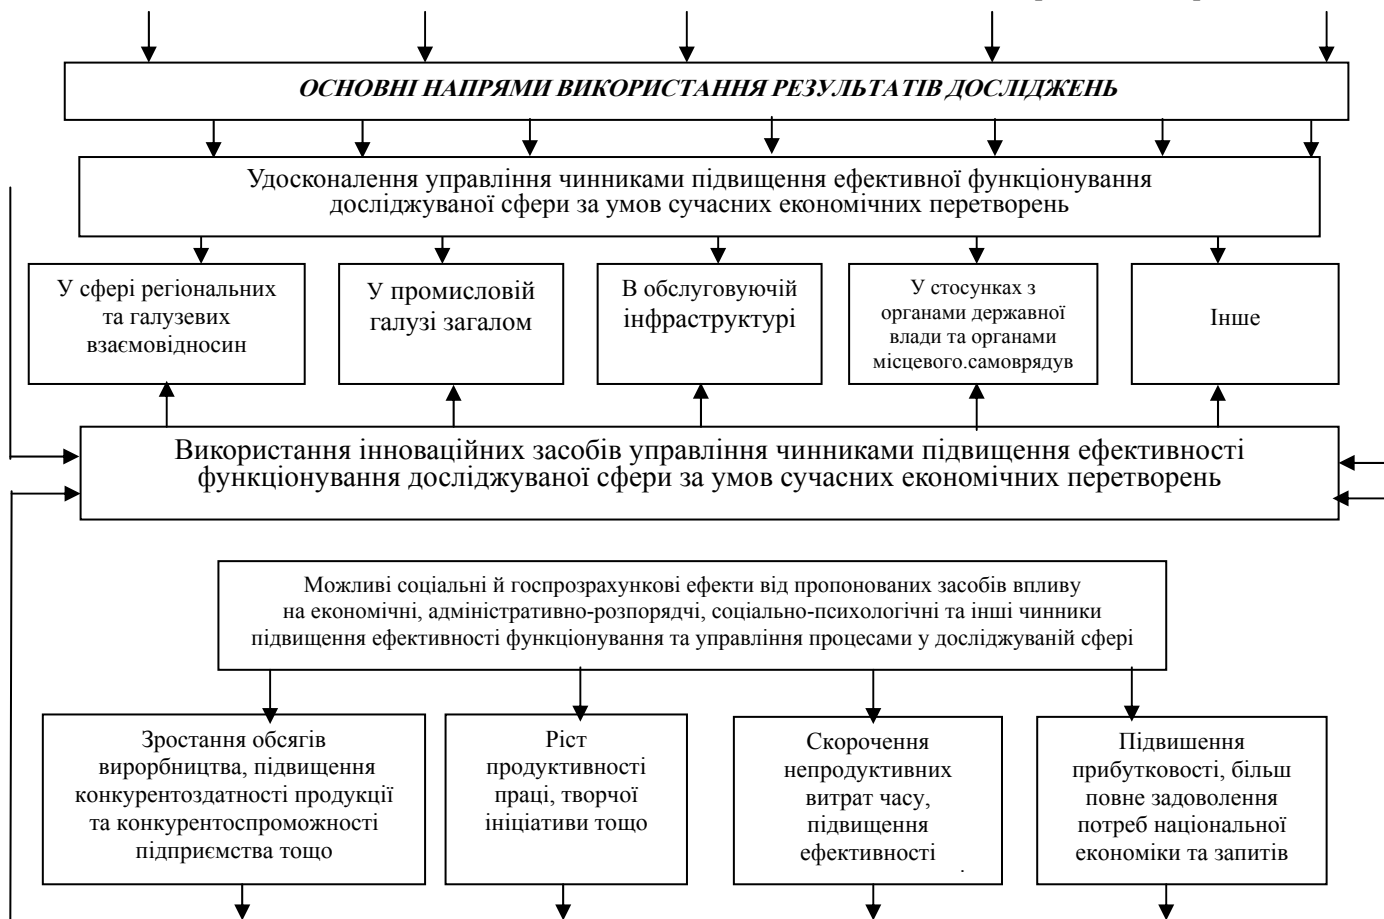 ОСНОВНІ НАПРЯМИ ВИКОРИСТАННЯ РЕЗУЛЬТАТІВ ДОСЛІДЖЕНЬ
Удосконалення управління чинниками підвищення ефективної функціонування
досліджуваної сфери за умов сучасних економічних перетворень
У сфері регіональних
та галузевих
взаємовідносин
У промисловій
галузі загалом
В обслуговуючій
інфраструктурі
У стосунках з
органами державної
влади та органами
місцевого.самоврядув
Інше
Використання інноваційних засобів управління чинниками підвищення ефективності
функціонування досліджуваної сфери за умов сучасних економічних перетворень
Можливі соціальні й госпрозрахункові ефекти від пропонованих засобів впливу
на економічні, адміністративно-розпорядчі, соціально-психологічні та інші чинники
підвищення ефективності функціонування та управління процесами у досліджуваній сфері
Зростання обсягів
вирорбництва, підвищення
конкурентоздатності продукції
та конкурентоспроможності
підприємства тощо
Ріст
продуктивності
праці, творчої
ініціативи тощо
Скорочення
непродуктивних
витрат часу,
підвищення
ефективності
.
Підвишення
прибутковості, більш
повне задоволення
потреб національної
економіки та запитів